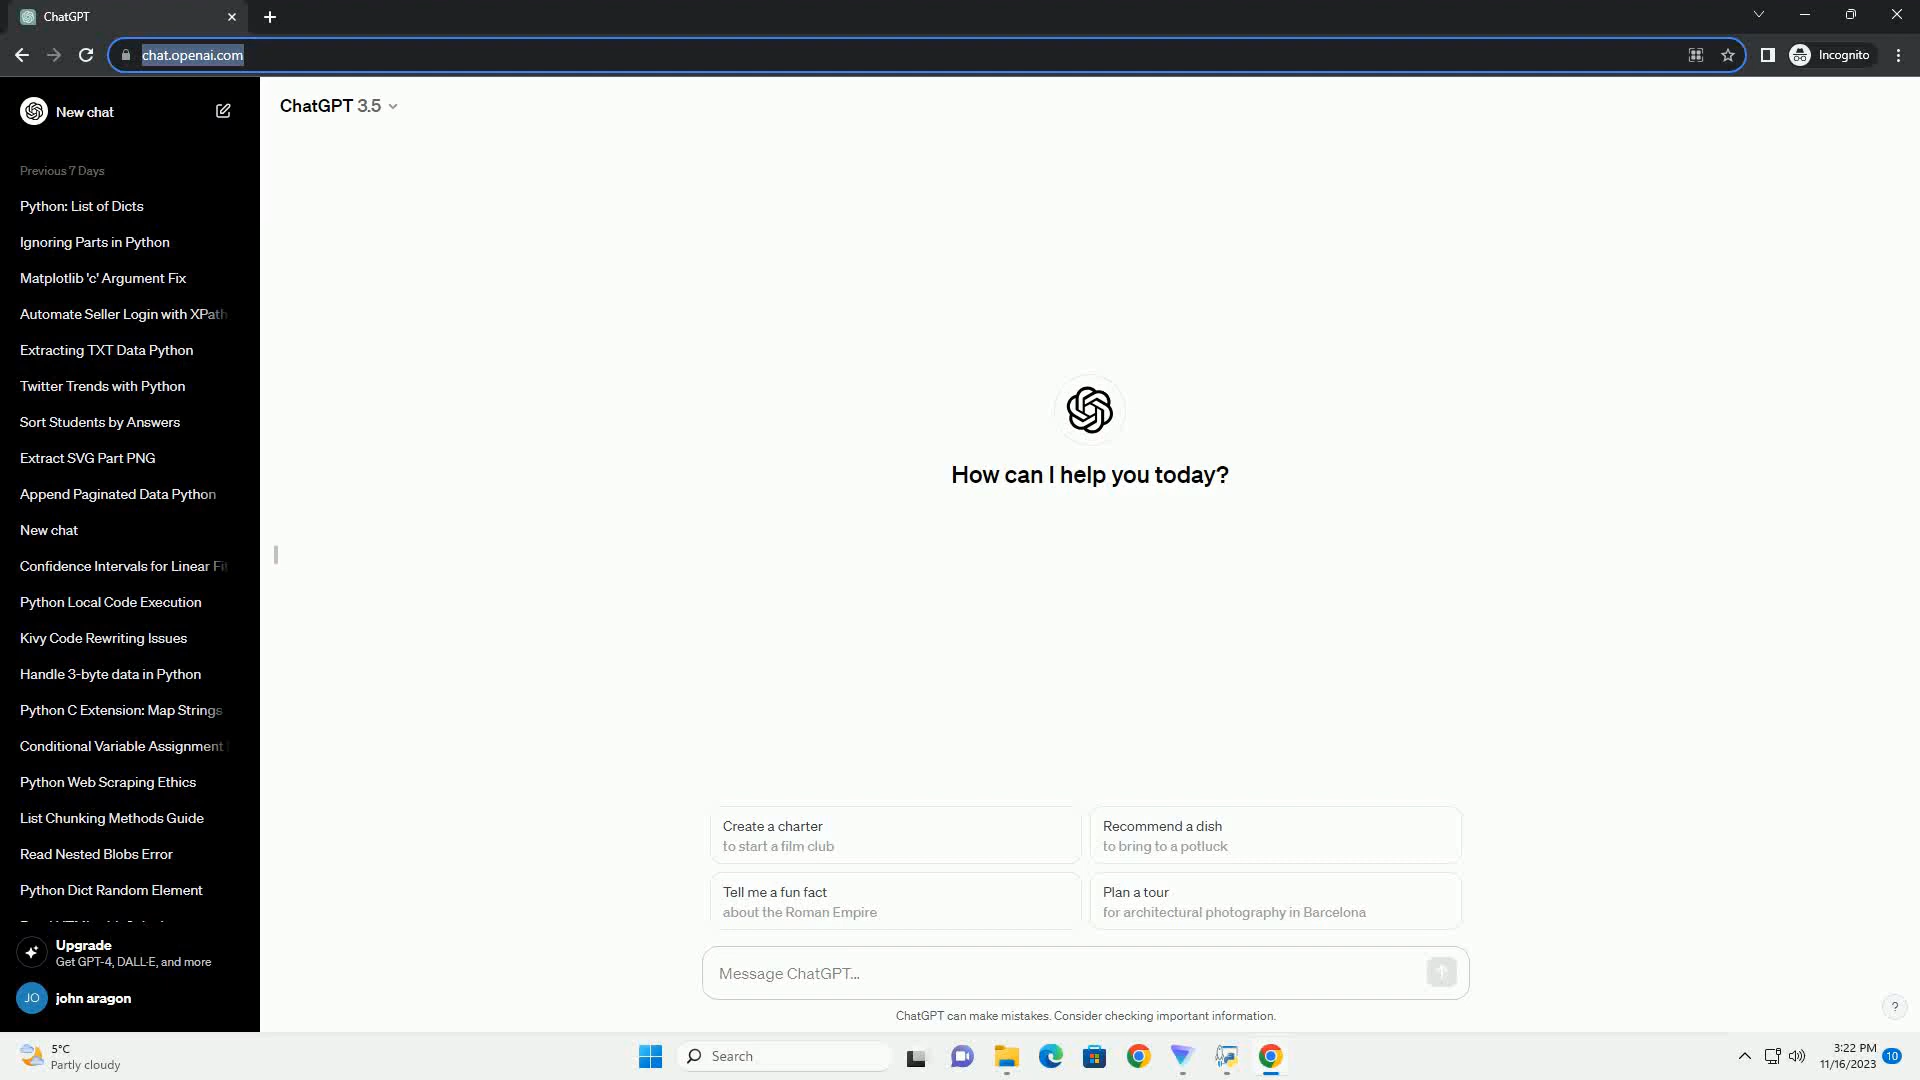 ChatGPT
chat.openai.com
Incognito
New chat
ChatGPT 3.5
Previous 7 Days
Python: List of Dicts
Ignoring Parts in Python
Matplotlib 'c' Argument Fix
Automate Seller Login with XPath
Extracting TXT Data Python
Twitter Trends with Python
Sort Students by Answers
Extract SVG Part PNG
Append Paginated Data Python
New chat
Confidence Intervals for Linear Fi
Python Local Code Execution
Kivy Code Rewriting Issues
Handle 3-byte data in Python
Python C Extension: Map Strings
Conditional Variable Assignment
Python Web Scraping Ethics
List Chunking Methods Guide
Read Nested Blobs Error
Python Dict Random Element
Upgrade
Get GPT-4, DALL·E, and more
JO john aragon
How can I help you today?
Create a charter
to start a film club
Recommend a dish
to bring to a potluck
Tell me a fun fact
about the Roman Empire
Plan a tour
for architectural photography in Barcelona
Message ChatGPT...
ChatGPT can make mistakes. Consider checking important information.
?
5°C
Partly cloudy
Search
3:22 PM
11/16/2023
10